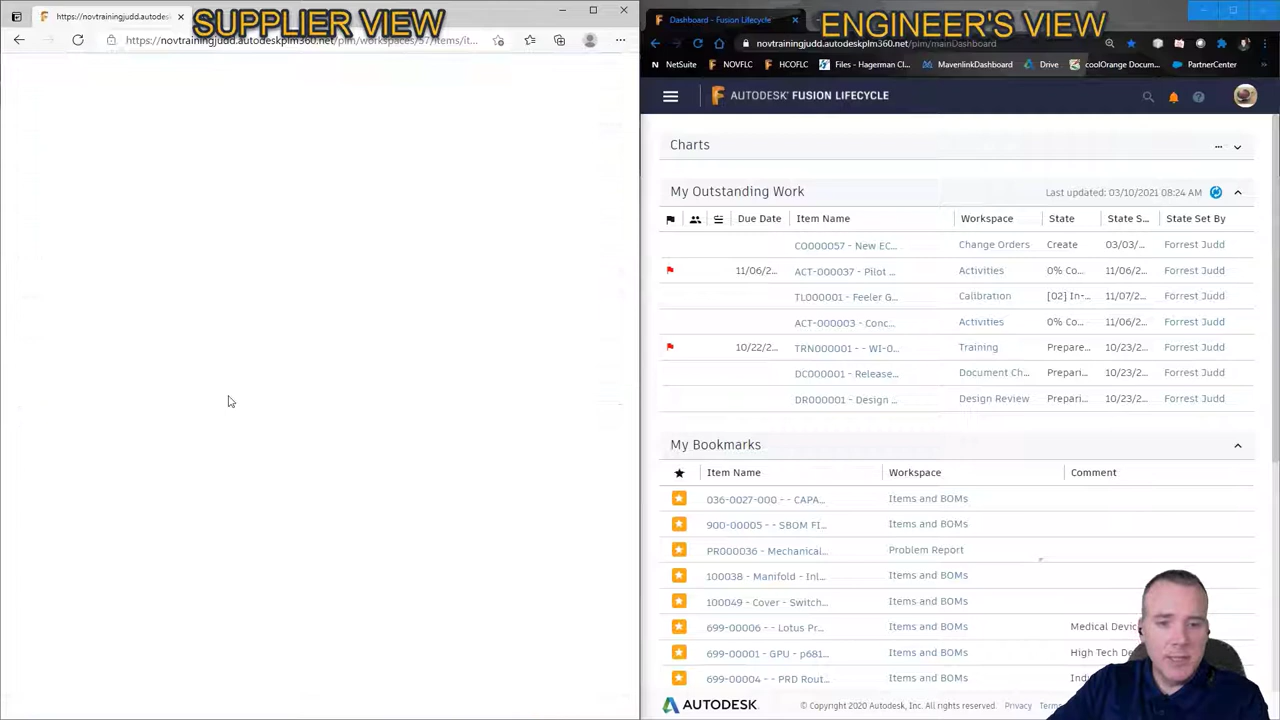 SUPPLIER VIEW
https://novtrainingjudd.autodesk
https://novtrainingjudd.autodeskplm360.net/plm/workspaces/57/items/it...
ENGINEER'S VIEW
Dashboard - Fusion Lifecycle
novtrainingjudd.autodeskplm360.net/plm/mainDashboard
NetSuite NOVFLC HCOFLC Files - Hagerman Cl... MavenlinkDashboard Drive coolOrange Docum... PartnerCenter
AUTODESK® FUSION LIFECYCLE
Charts
My Outstanding Work Last updated: 03/10/2021 08:24 AM
Due Date Item Name Workspace State State S... State Set By
CO000057 - New EC... Change Orders Create 03/03/... Forrest Judd
11/06/2... ACT-000037 - Pilot ... Activities 0% Co... 11/06/2... Forrest Judd
TL000001 - Feeler G... Calibration [02] In-... 11/07/2... Forrest Judd
ACT-000003 - Conc... Activities 0% Co... 11/06/2... Forrest Judd
10/22/2... TRN000001 - - WI-0... Training Prepare... 10/23/2... Forrest Judd
DC000001 - Release... Document Ch... Prepari... 10/23/2... Forrest Judd
DR000001 - Design ... Design Review Prepari... 10/23/2... Forrest Judd
My Bookmarks
Item Name Workspace Comment
036-0027-000 - - CAPA... Items and BOMs
900-00005 - - SBOM FI... Items and BOMs
PR000036 - Mechanical... Problem Report
100038 - Manifold - Inl... Items and BOMs
100049 - Cover - Switch... Items and BOMs
699-00006 - - Lotus Pr... Items and BOMs Medical Devic
699-00001 - GPU - p681... Items and BOMs High Tech De
699-00004 - - PRD Rout... Items and BOMs Ind
AUTODESK © Copyright 2020 Autodesk, Inc. All rights reserved. Privacy Terms